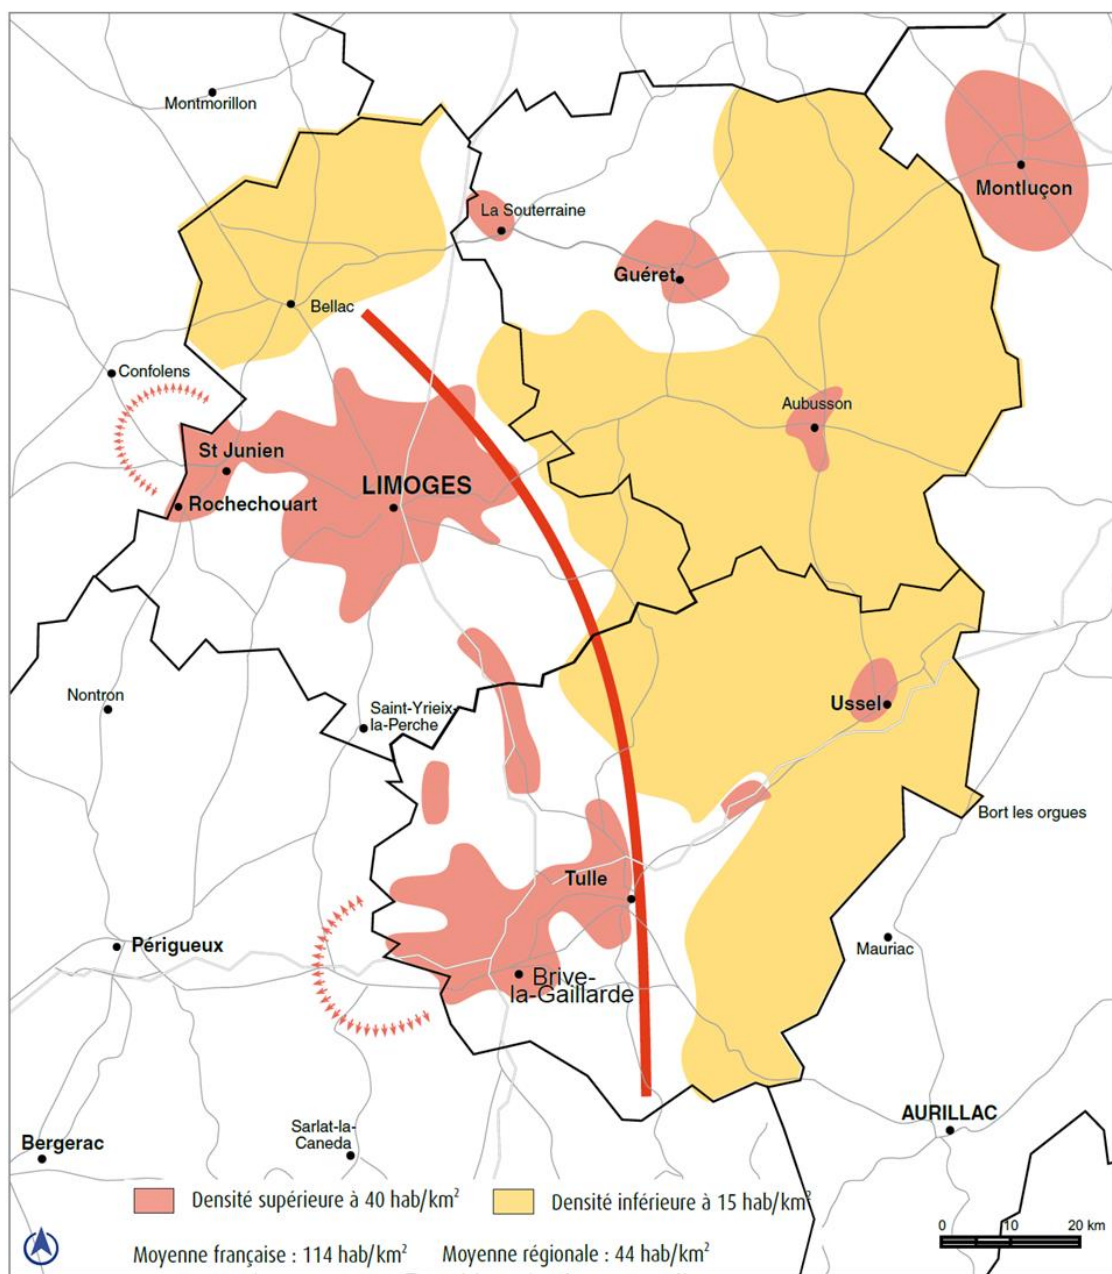 Montmorillon
Montluçon
La Souterraine
Guéret
Bellac
Confolens
Aubusson
St Junien
LIMOGES
Rochechouart
Nontron
Saint-Yrieix-
la-Perche
Ussel
Bort les orgues
Tulle
Périgueux
Mauriac
Brive-
la-Gaillarde
AURILLAC
Bergerac
Sarlat-la-
Caneda
Densité supérieure à 40 hab/km²
Densité inférieure à 15 hab/km²
0 10 20 km
Moyenne française : 114 hab/km²
Moyenne régionale : 44 hab/km²